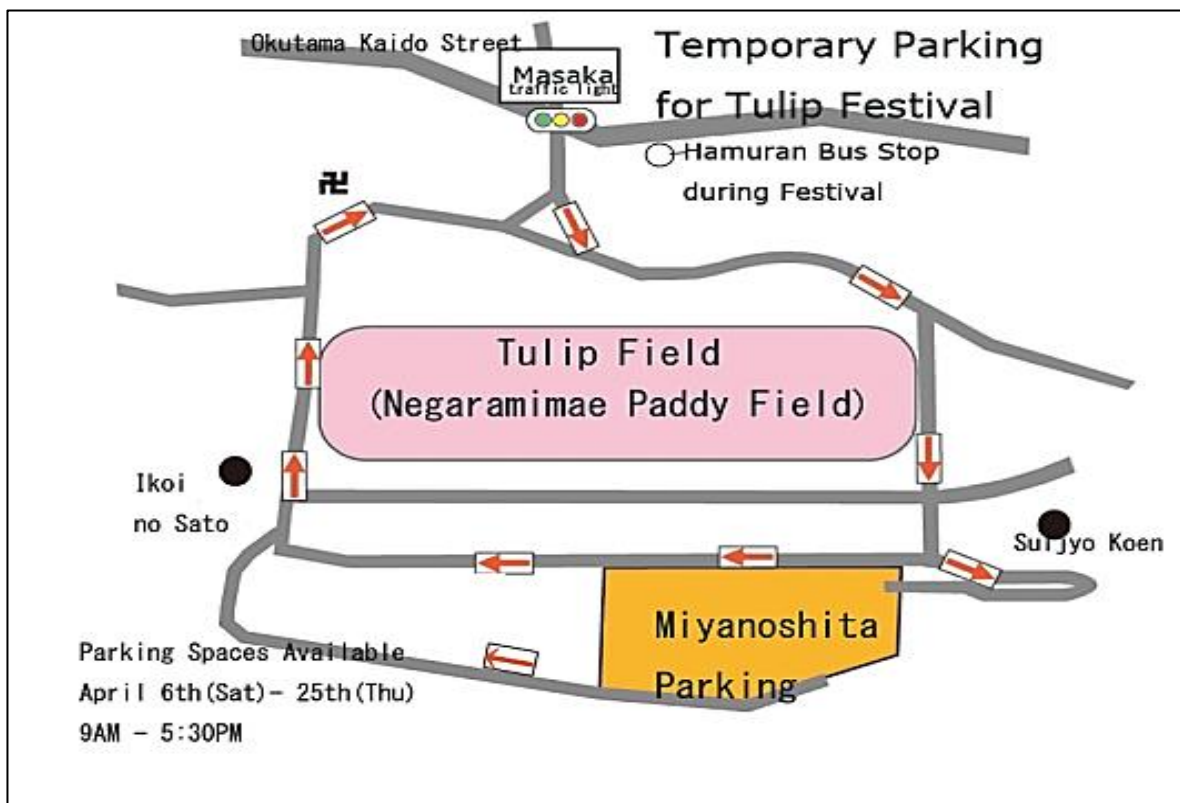 Okutama Kaido Street
Temporary Parking
for Tulip Festival
Masaka
traffic light
Hamuran Bus Stop
during Festival
卍
Tulip Field
(Negaramimae Paddy Field)
Ikoi
no Sato
Suijyo Koen
Miyanoshita
Parking
Parking Spaces Available
April 6th(Sat)- 25th(Thu)
9AM - 5:30PM